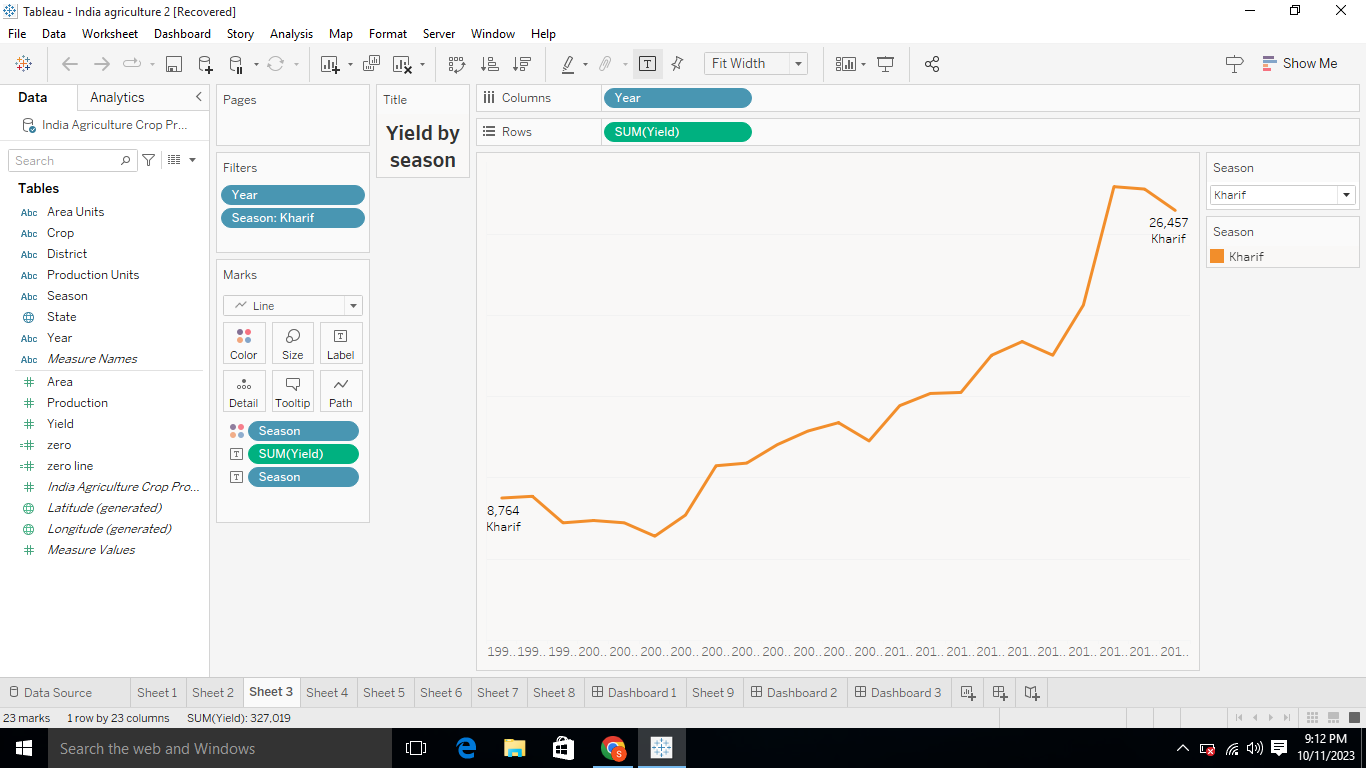 Tableau - India agriculture 2 [Recovered]
File Data Worksheet Dashboard Story Analysis Map Format Server Window Help
Fit Width
Show Me
Data Analytics
India Agriculture Crop Pr...
Search
Tables
Abc Area Units
Abc Crop
Abc District
Abc Production Units
Abc Season
State
Abc Year
Abc Measure Names
Area
Production
Yield
zero
zero line
India Agriculture Crop Pro...
Latitude (generated)
Longitude (generated)
Measure Values
Pages
Filters
Year
Season: Kharif
Marks
Line
Color Size Label
Detail Tooltip Path
Season
SUM(Yield)
Season
Title
Yield by
season
Columns Year
Rows SUM(Yield)
8,764
Kharif
26,457
Kharif
199.. 199.. 199.. 200.. 200.. 200.. 200.. 200.. 200.. 200.. 200.. 200.. 200.. 201.. 201.. 201.. 201.. 201.. 201.. 201.. 201.. 201.. 201..
Season
Kharif
Season
Kharif
Data Source Sheet 1 Sheet 2 Sheet 3 Sheet 4 Sheet 5 Sheet 6 Sheet 7 Sheet 8 Dashboard 1 Sheet 9 Dashboard 2 Dashboard 3
23 marks 1 row by 23 columns SUM(Yield): 327,019
Search the web and Windows
9:12 PM
10/11/2023